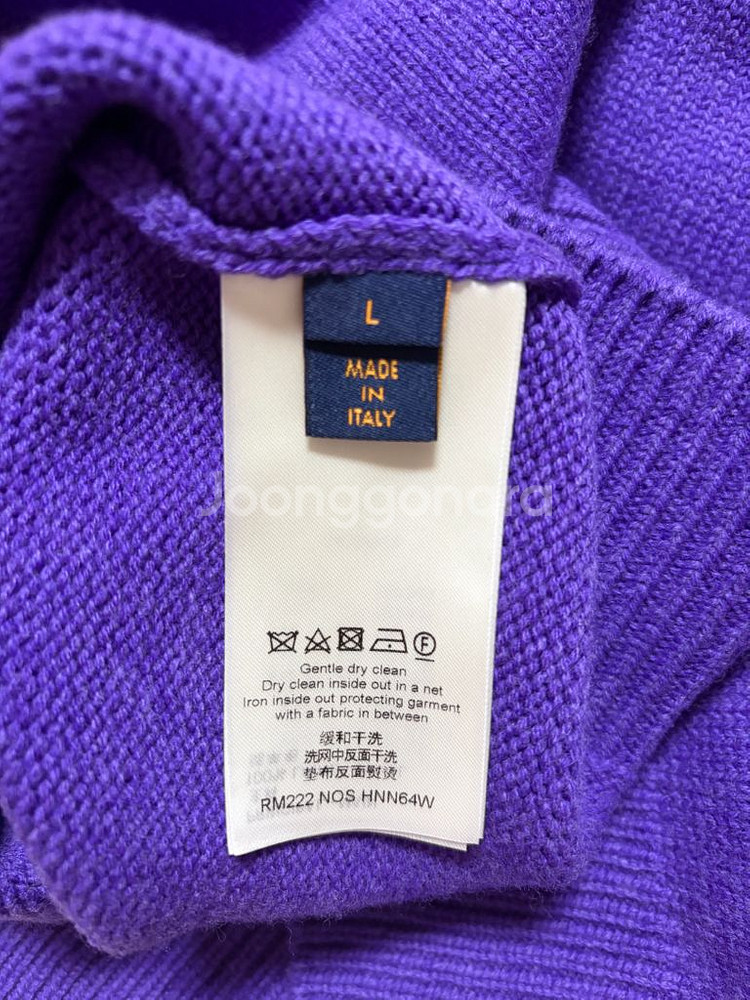 L
MADE
IN
ITALY
Joonggonara
F
Gentle dry clean
Dry clean inside out in a net
Iron inside out protecting garment
with a fabric in between
缓和干洗
洗网中反面干洗
垫布反面熨烫
RM222 NOS HNN64W